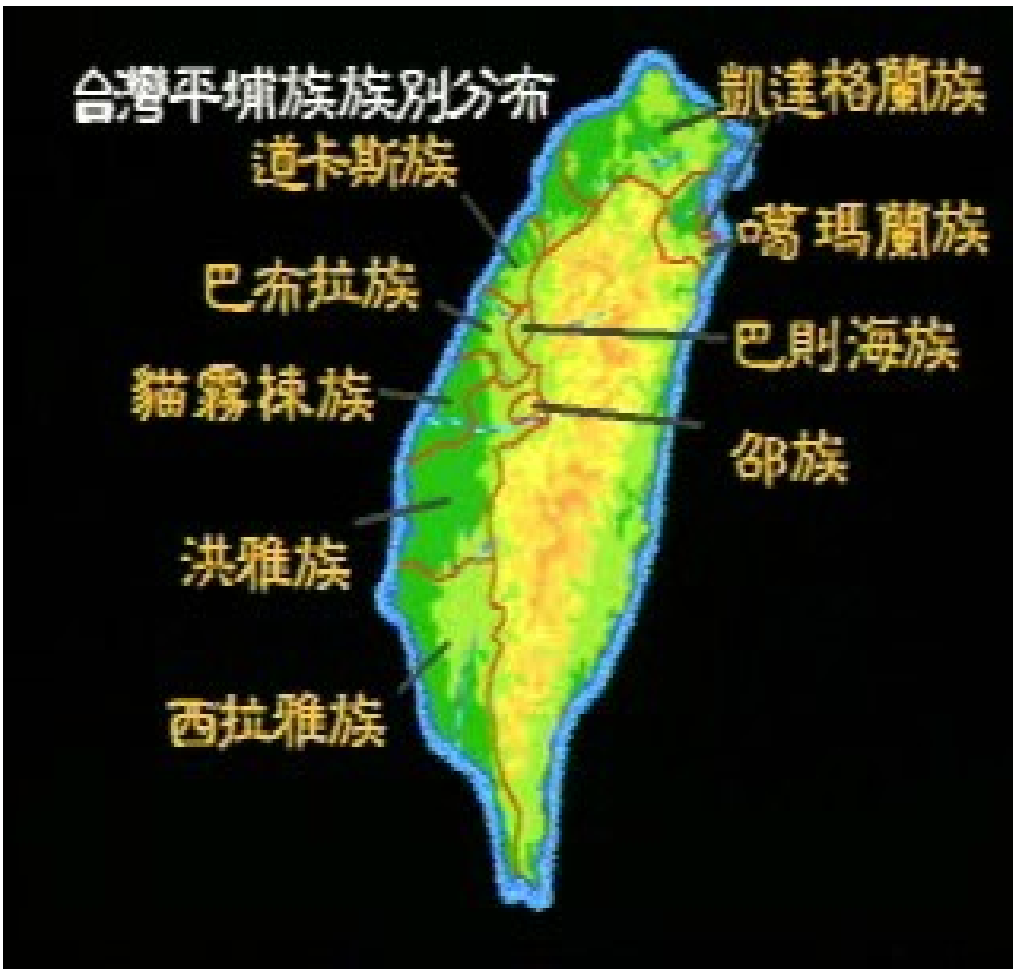 台灣平埔族族別分布
凱達格蘭族
道卡斯族
噶瑪蘭族
巴布拉族
巴則海族
貓霧捒族
邵族
洪雅族
西拉雅族